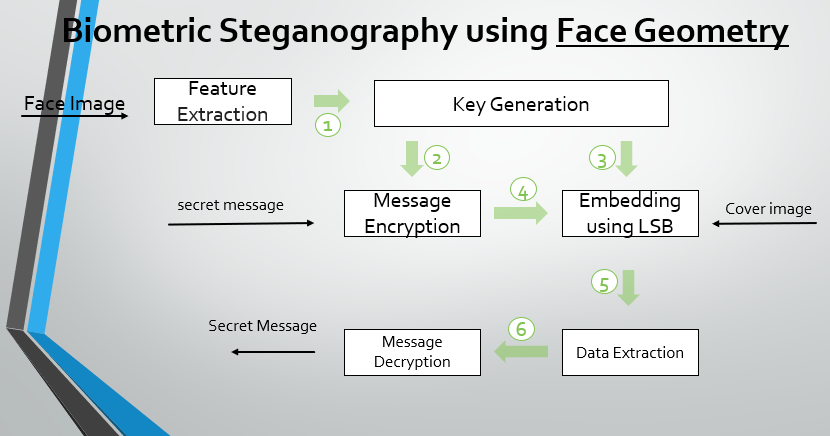 Biometric Steganography using Face Geometry
Face Image
Feature
Extraction
1
Key Generation
2
3
secret message
Message
Encryption
4
Embedding
using LSB
Cover image
5
Secret Message
Message
Decryption
6
Data Extraction